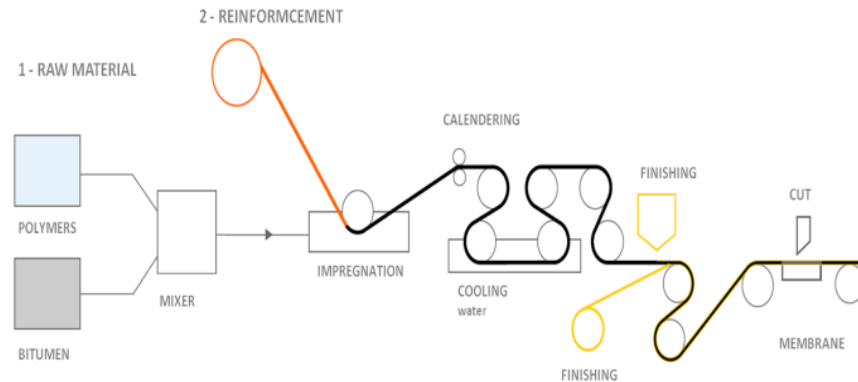 2 - REINFORMCEMENT
1 - RAW MATERIAL
CALENDERING
FINISHING
CUT
POLYMERS
IMPREGNATION
COOLING
water
MIXER
MEMBRANE
BITUMEN
FINISHING